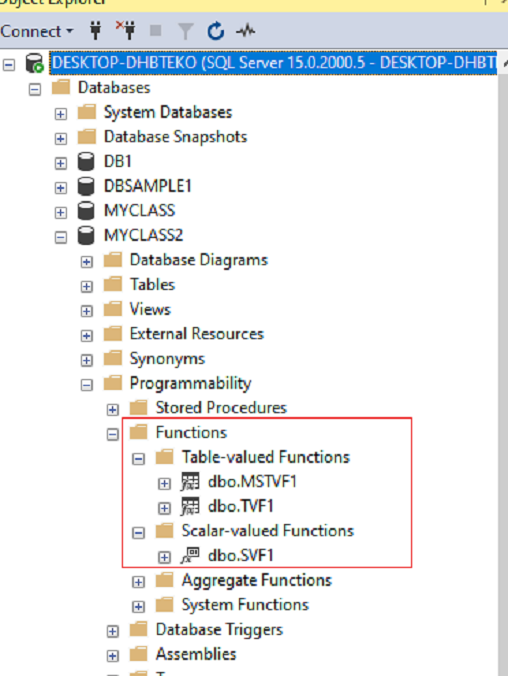 Object Explorer
Connect
DESKTOP-DHBTEKO (SQL Server 15.0.2000.5 - DESKTOP-DHBT
Databases
System Databases
Database Snapshots
DB1
DBSAMPLE1
MYCLASS
MYCLASS2
Database Diagrams
Tables
Views
External Resources
Synonyms
Programmability
Stored Procedures
Functions
Table-valued Functions
dbo.MSTVF1
dbo.TVF1
Scalar-valued Functions
dbo.SVF1
Aggregate Functions
System Functions
Database Triggers
Assemblies